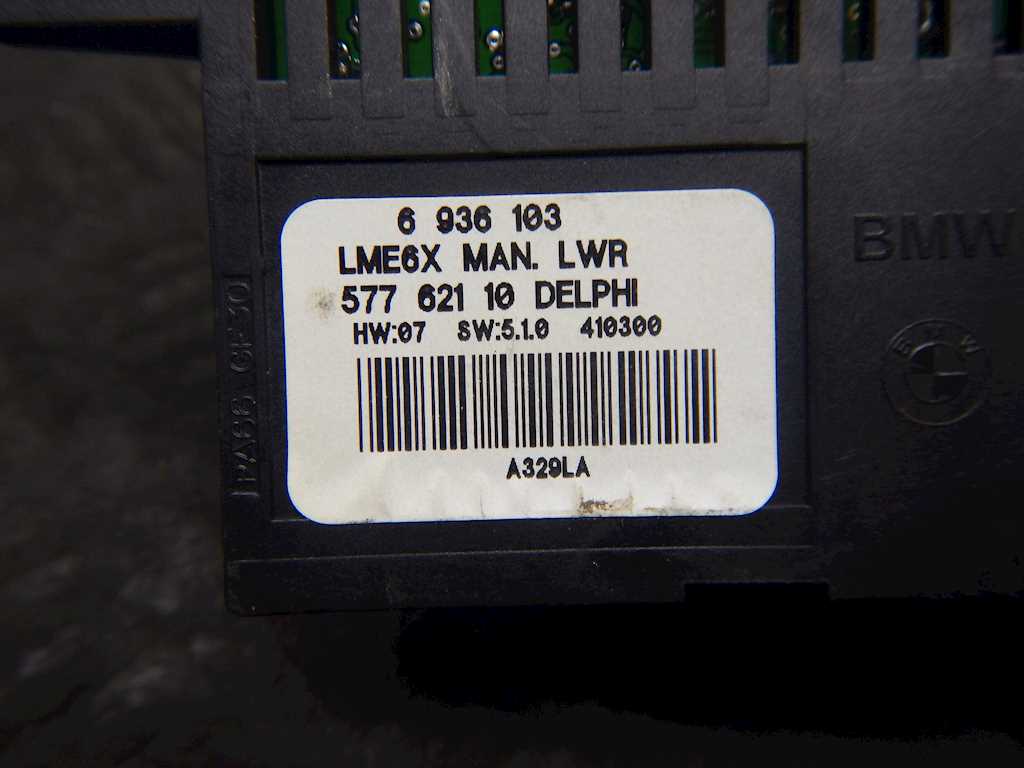 6 936 103
LME6X MAN. LWR
577 621 10 DELPHI
HW:07 SW:5.1.0 410300
A329LA
BMW
BMW
PA66 GF30